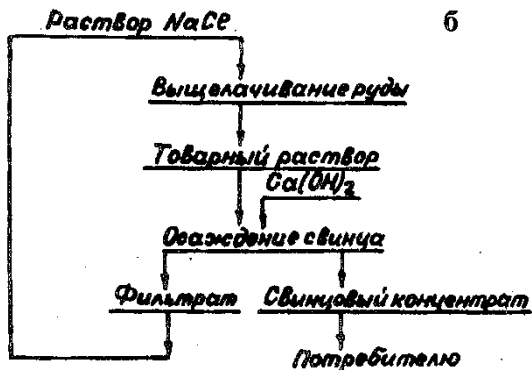 Раствор NaCl
б
Выщелачивание руды
Товарный раствор
Ca(OH)₂
Осаждение свинца
Фильтрат
Свинцовый концентрат
Потребителю